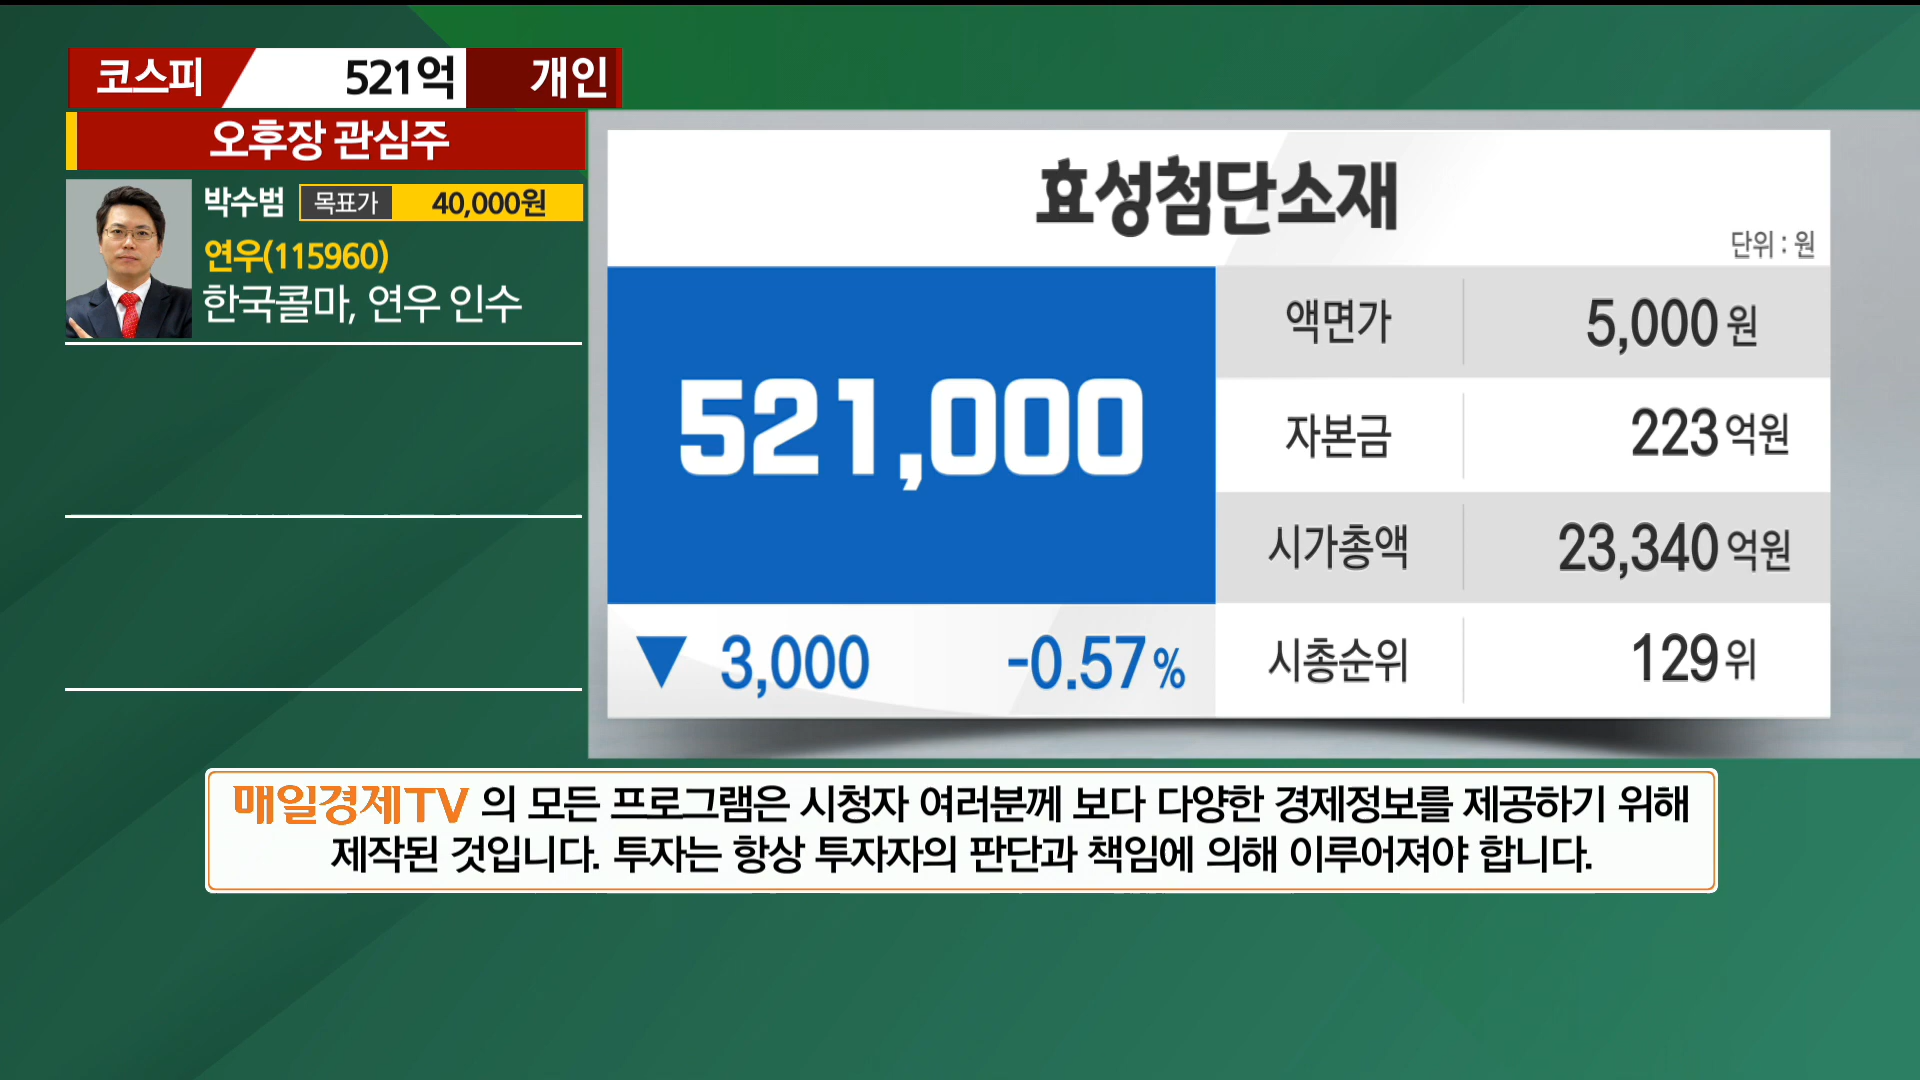 코스피 521억 개인
오후장 관심주
박수범 목표가 40,000원
연우(115960)
한국콜마, 연우 인수
효성첨단소재
단위 : 원
521,000
▼ 3,000 -0.57%
액면가 5,000 원
자본금 223 억원
시가총액 23,340 억원
시총순위 129 위
매일경제TV 의 모든 프로그램은 시청자 여러분께 보다 다양한 경제정보를 제공하기 위해
제작된 것입니다. 투자는 항상 투자자의 판단과 책임에 의해 이루어져야 합니다.